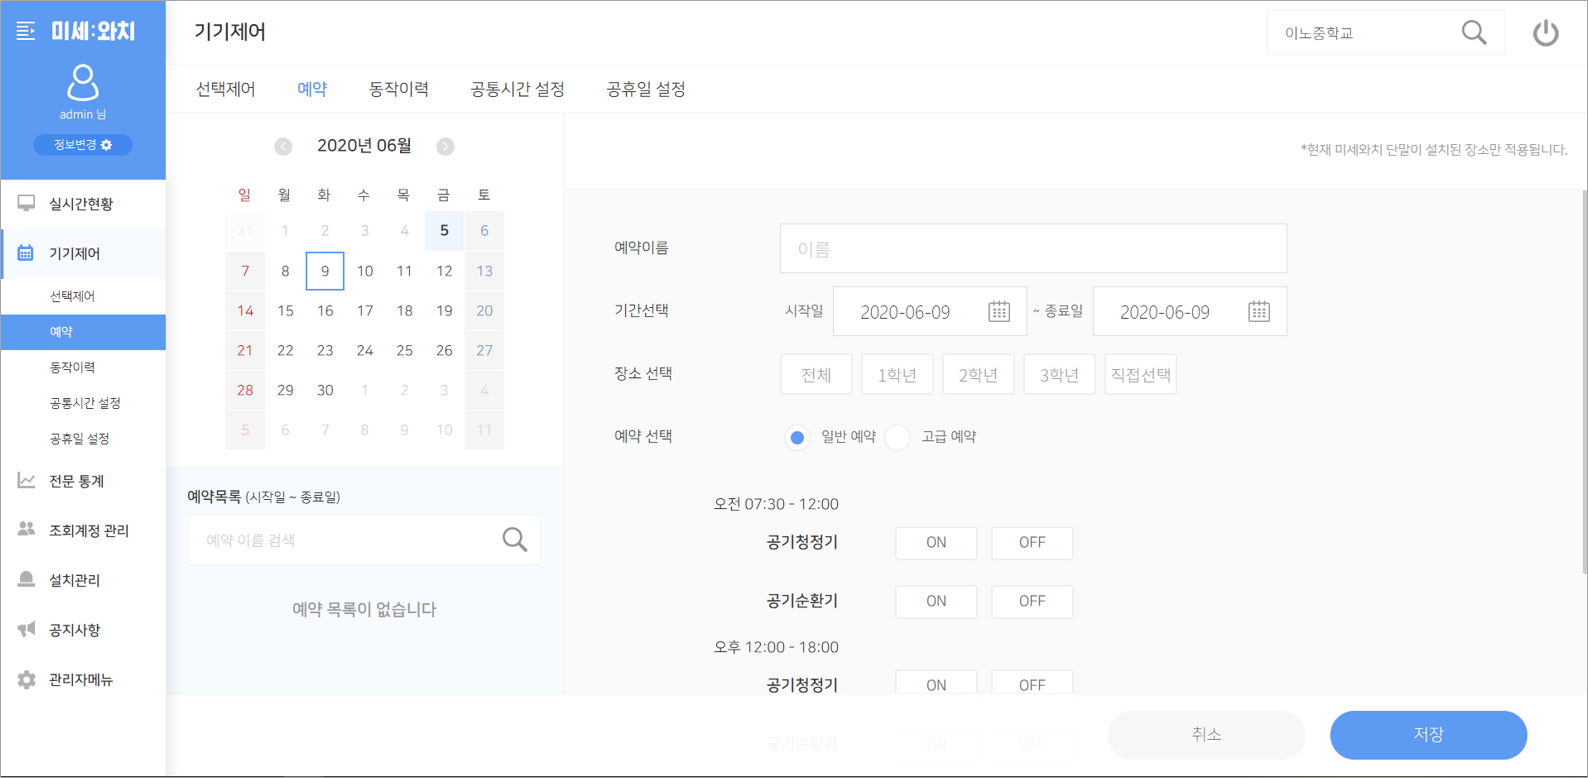 미세:와치
admin 님
정보변경
실시간현황
기기제어
선택제어
예약
동작이력
공통시간 설정
공휴일 설정
전문 통계
조회계정 관리
설치관리
공지사항
관리자메뉴
기기제어
이노중학교
선택제어 예약 동작이력 공통시간 설정 공휴일 설정
2020년 06월
일 월 화 수 목 금 토
31 1 2 3 4 5 6
7 8 9 10 11 12 13
14 15 16 17 18 19 20
21 22 23 24 25 26 27
28 29 30 1 2 3 4
5 6 7 8 9 10 11
예약목록 (시작일 ~ 종료일)
예약 이름 검색
예약 목록이 없습니다
*현재 미세와치 단말이 설치된 장소만 적용됩니다.
예약이름 이름
기간선택 시작일 2020-06-09 ~ 종료일 2020-06-09
장소 선택 전체 1학년 2학년 3학년 직접선택
예약 선택 일반 예약 고급 예약
오전 07:30 - 12:00
공기청정기 ON OFF
공기순환기 ON OFF
오후 12:00 - 18:00
공기청정기 ON OFF
공기순환기 ON OFF
취소 저장